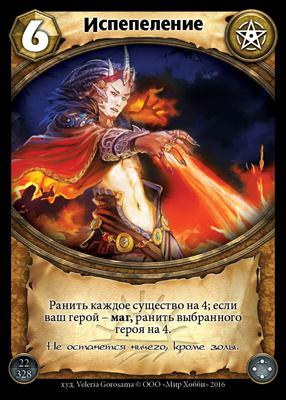 6
Испепеление
Ранить каждое существо на 4; если
ваш герой – маг, ранить выбранного
героя на 4.
Не останется ничего, кроме золы.
22
328
худ. Veleria Gorosama © ООО «Мир Хобби» 2016